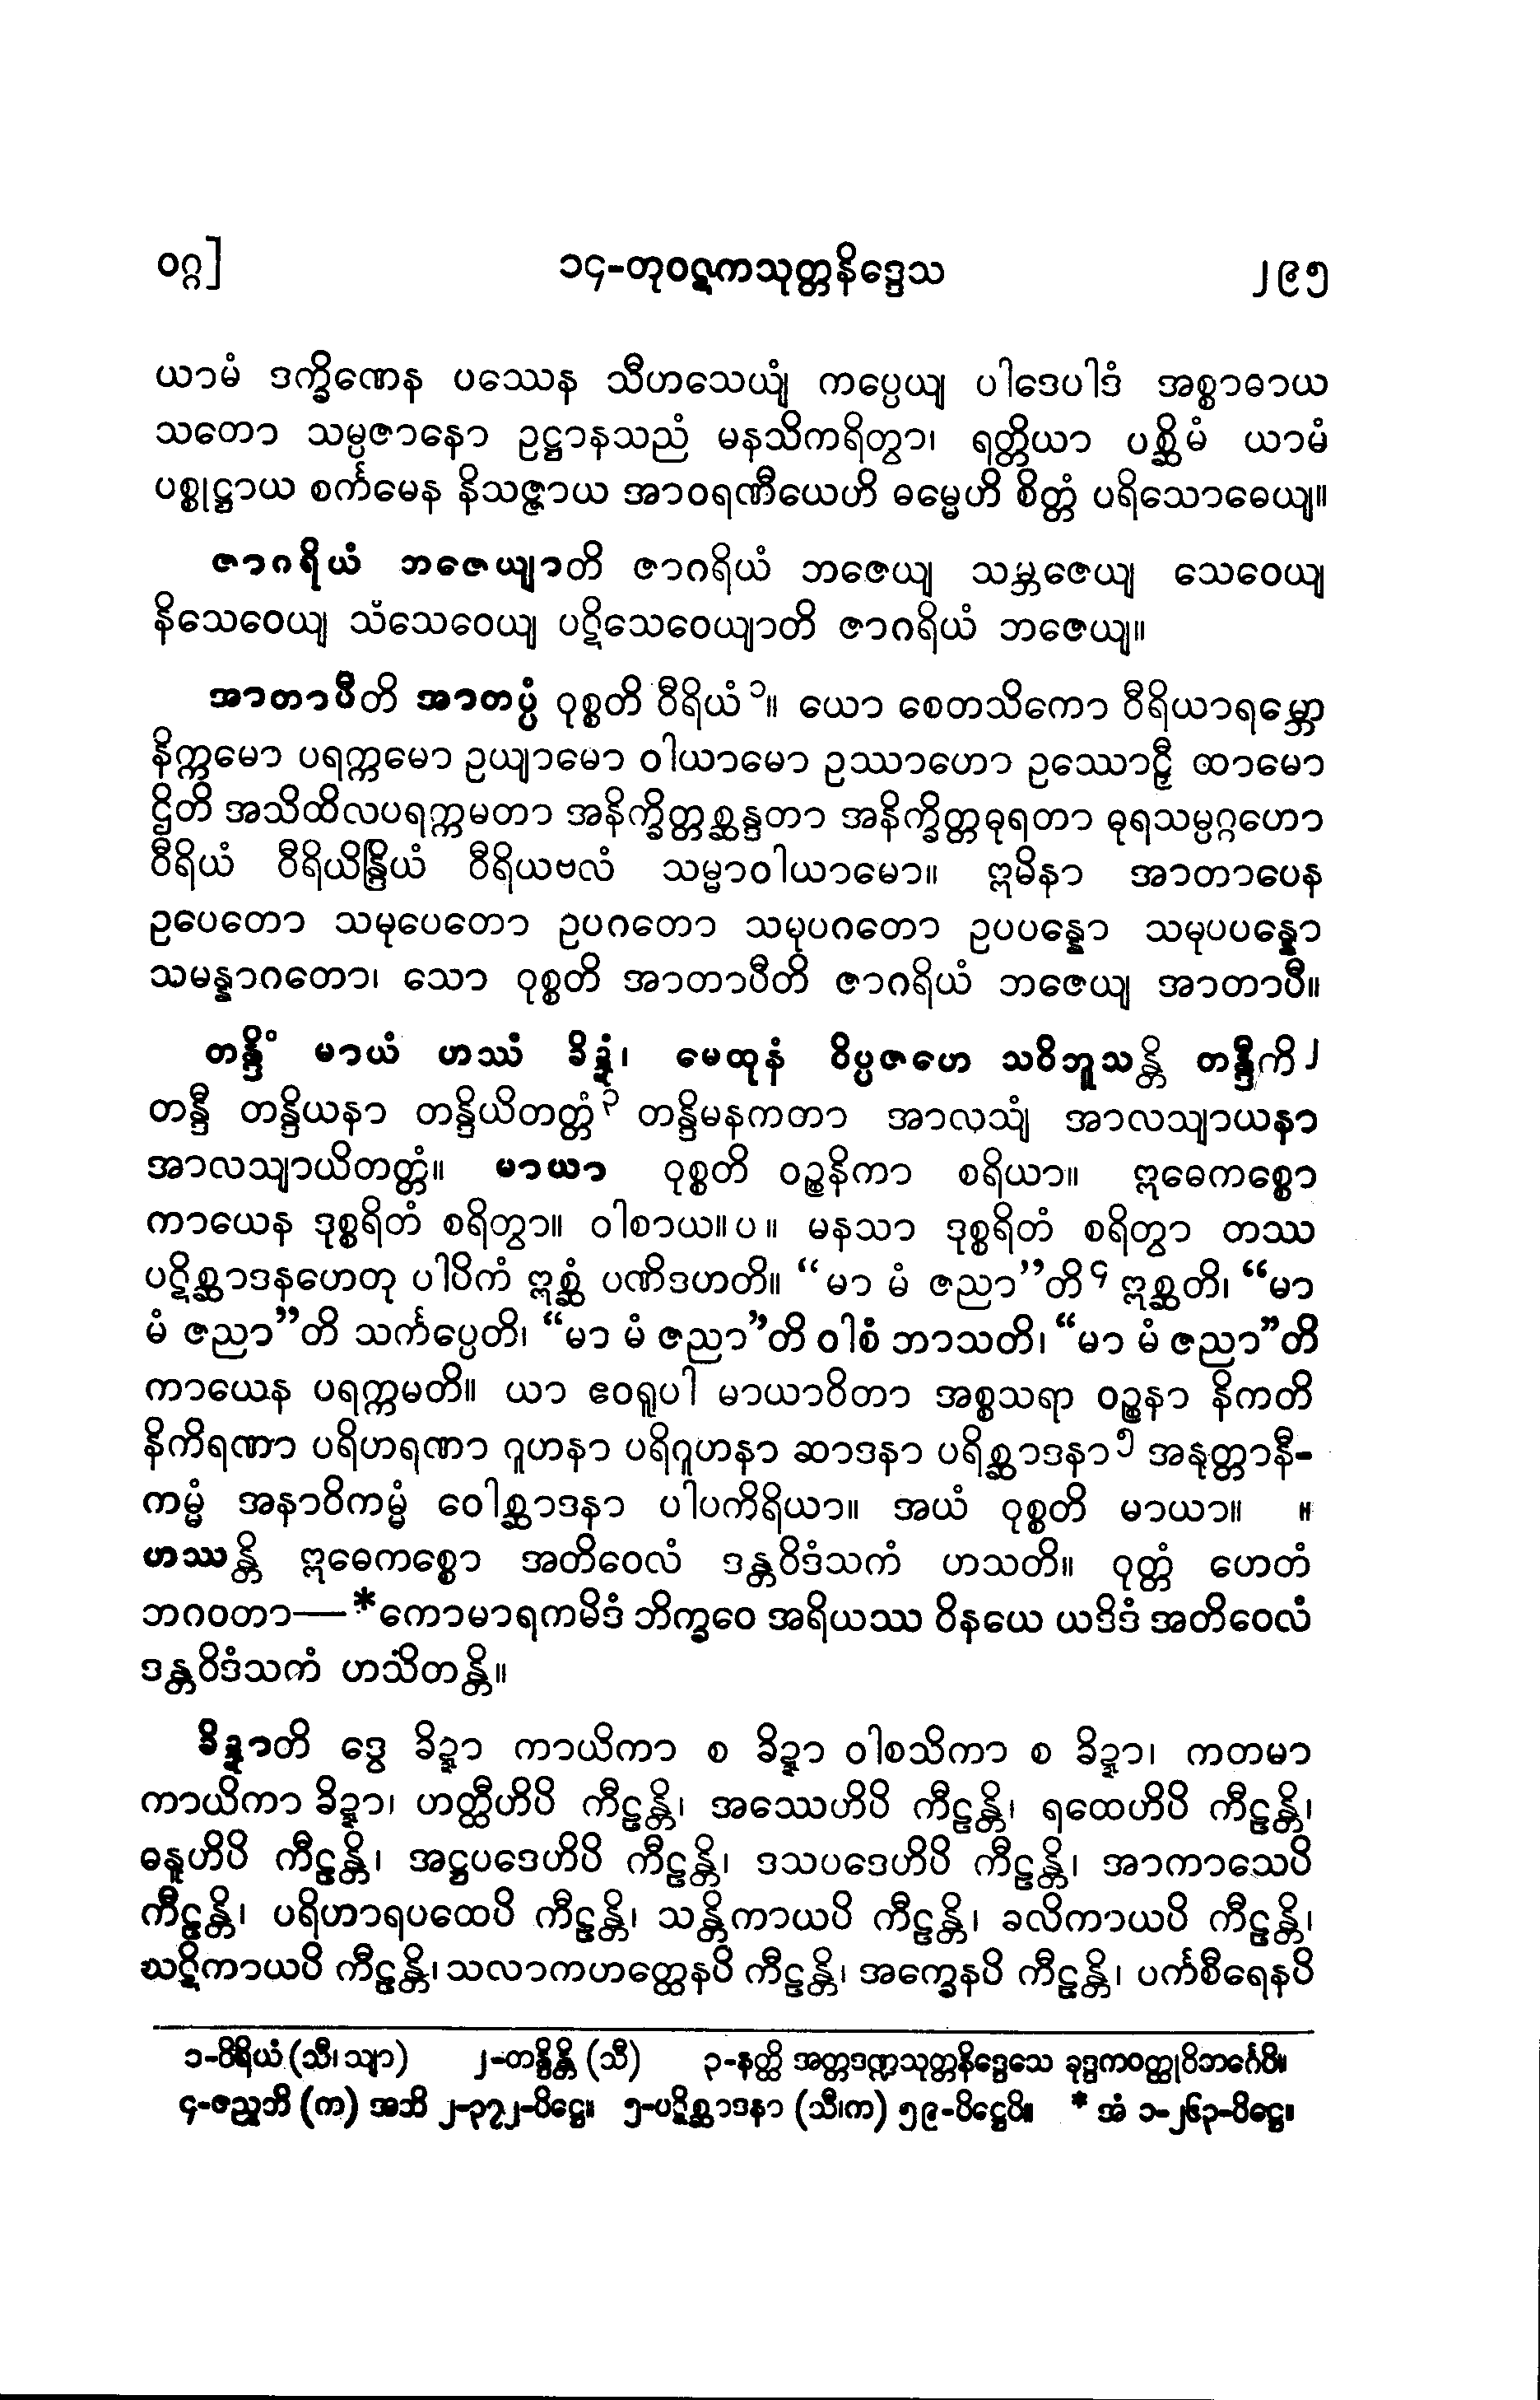 ဝဂ္ဂ] ၁၄-တုဝဋကသုတ္တနိဒ္ဒေသ ၂၉၅
ယာမံ ဒက္ခိဏေန ပဿေန သီဟသေယျံ ကပ္ပေယျ ပါဒေပါဒံ အစ္စာဓာယ
သတော သမ္ပဇာနော ဥဋ္ဌာနသညံ မနသိကရိတွာ၊ ရတ္တိယာ ပစ္ဆိမံ ယာမံ
ပစ္စုဋ္ဌာယ စင်္ကမေန နိသဇ္ဇာယ အာဝရဏီယေဟိ ဓမ္မေဟိ စိတ္တံ ပရိသောဓေယျ။
ဇာဂရိယံ ဘဇေယျာတိ ဇာဂရိယံ ဘဇေယျ သမ္ဘဇေယျ သေဝေယျ
နိသေဝေယျ သံသေဝေယျ ပဋိသေဝေယျာတိ ဇာဂရိယံ ဘဇေယျ။
အာတာပီတိ အာတပ္ပံ ဝုစ္စတိ ဝီရိယံ၁။ ယော စေတသိကော ဝီရိယာရမ္ဘော
နိက္ကမော ပရက္ကမော ဥယျာမော ဝါယာမော ဥဿာဟော ဥဿောဠှီ ထာမော
ဌိတိ အသိထိလပရက္ကမတာ အနိက္ခိတ္တစ္ဆန္ဒတာ အနိက္ခိတ္တဓုရတာ ဓုရသမ္ပဂ္ဂဟော
ဝီရိယံ ဝီရိယိန္ဒြိယံ ဝီရိယဗလံ သမ္မာဝါယာမော။ ဣမိနာ အာတာပေန
ဥပေတော သမုပေတော ဥပဂတော သမုပဂတော ဥပပန္နော သမုပပန္နော
သမန္နာဂတော၊ သော ဝုစ္စတိ အာတာပီတိ ဇာဂရိယံ ဘဇေယျ အာတာပီ။
တန္ဒိံ မာယံ ဟဿံ ခိဍ္ဍံ၊ မေထုနံ ဝိပ္ပဇဟေ သဝိဘူသန္တိ တန္ဒီကိ၂
တန္ဒီ တန္ဒိယနာ တန္ဒိယိတတ္တံ၃ တန္ဒိမနကတာ အာလသျံ အာလသျာယနာ
အာလသျာယိတတ္တံ။ မာယာ ဝုစ္စတိ ဝဉ္စနိကာ စရိယာ။ ဣဓေကစ္စော
ကာယေန ဒုစ္စရိတံ စရိတွာ။ ဝါစာယ။ပ။ မနသာ ဒုစ္စရိတံ စရိတွာ တဿ
ပဋိစ္ဆာဒနဟေတု ပါပိကံ ဣစ္ဆံ ပဏိဒဟတိ။ “မာ မံ ဇညာ”တိ၄ ဣစ္ဆတိ၊ “မာ
မံ ဇညာ”တိ သင်္ကပ္ပေတိ၊ “မာ မံ ဇညာ”တိ ဝါစံ ဘာသတိ၊ “မာ မံ ဇညာ”တိ
ကာယေန ပရက္ကမတိ။ ယာ ဧဝရူပါ မာယာဝိတာ အစ္စသရာ ဝဉ္စနာ နိကတိ
နိကိရဏာ ပရိဟရဏာ ဂူဟနာ ပရိဂူဟနာ ဆာဒနာ ပရိစ္ဆာဒနာ၅ အနုတ္တာနီ-
ကမ္မံ အနာဝိကမ္မံ ဝေါစ္ဆာဒနာ ပါပကိရိယာ။ အယံ ဝုစ္စတိ မာယာ။ ။
ဟဿန္တိ ဣဓေကစ္စော အတိဝေလံ ဒန္တဝိဒံသကံ ဟသတိ။ ဝုတ္တံ ဟေတံ
ဘဂဝတာ—*ကောမာရကမိဒံ ဘိက္ခဝေ အရိယဿ ဝိနယေ ယဒိဒံ အတိဝေလံ
ဒန္တဝိဒံသကံ ဟသိတန္တိ။
ခိဍ္ဍာတိ ဒွေ ခိဍ္ဍာ ကာယိကာ စ ခိဍ္ဍာ ဝါစသိကာ စ ခိဍ္ဍာ၊ ကတမာ
ကာယိကာ ခိဍ္ဍာ၊ ဟတ္ထီဟိပိ ကီဠန္တိ၊ အဿေဟိပိ ကီဠန္တိ၊ ရထေဟိပိ ကီဠန္တိ၊
ဓနူဟိပိ ကီဠန္တိ၊ အဋ္ဌပဒေဟိပိ ကီဠန္တိ၊ ဒသပဒေဟိပိ ကီဠန္တိ၊ အာကာသေပိ
ကီဠန္တိ၊ ပရိဟာရပထေပိ ကီဠန္တိ၊ သန္တိကာယပိ ကီဠန္တိ၊ ခလိကာယပိ ကီဠန္တိ၊
ဃဋိကာယပိ ကီဠန္တိ၊ သလာကဟတ္ထေနပိ ကီဠန္တိ၊ အက္ခေနပိ ကီဠန္တိ၊ ပင်္ကစီရေနပိ
၁-ဝိရိယံ (သီ၊ သျာ) ၂-တန္ဒိန္တိ (သီ) ၃-နတ္ထိ အတ္တဒဏ္ဍသုတ္တနိဒ္ဒေသေ ခုဒ္ဒကဝတ္ထုဝိဘင်္ဂေပိ။
၄-ဇညူတိ (က) အဘိ ၂-၃၇၂-ပိဋ္ဌေ။ ၅-ပဋိစ္ဆာဒနာ (သီ၊ က) ၅၉-ပိဋ္ဌေပိ။ * အံ ၁-၂၆၃-ပိဋ္ဌေ။